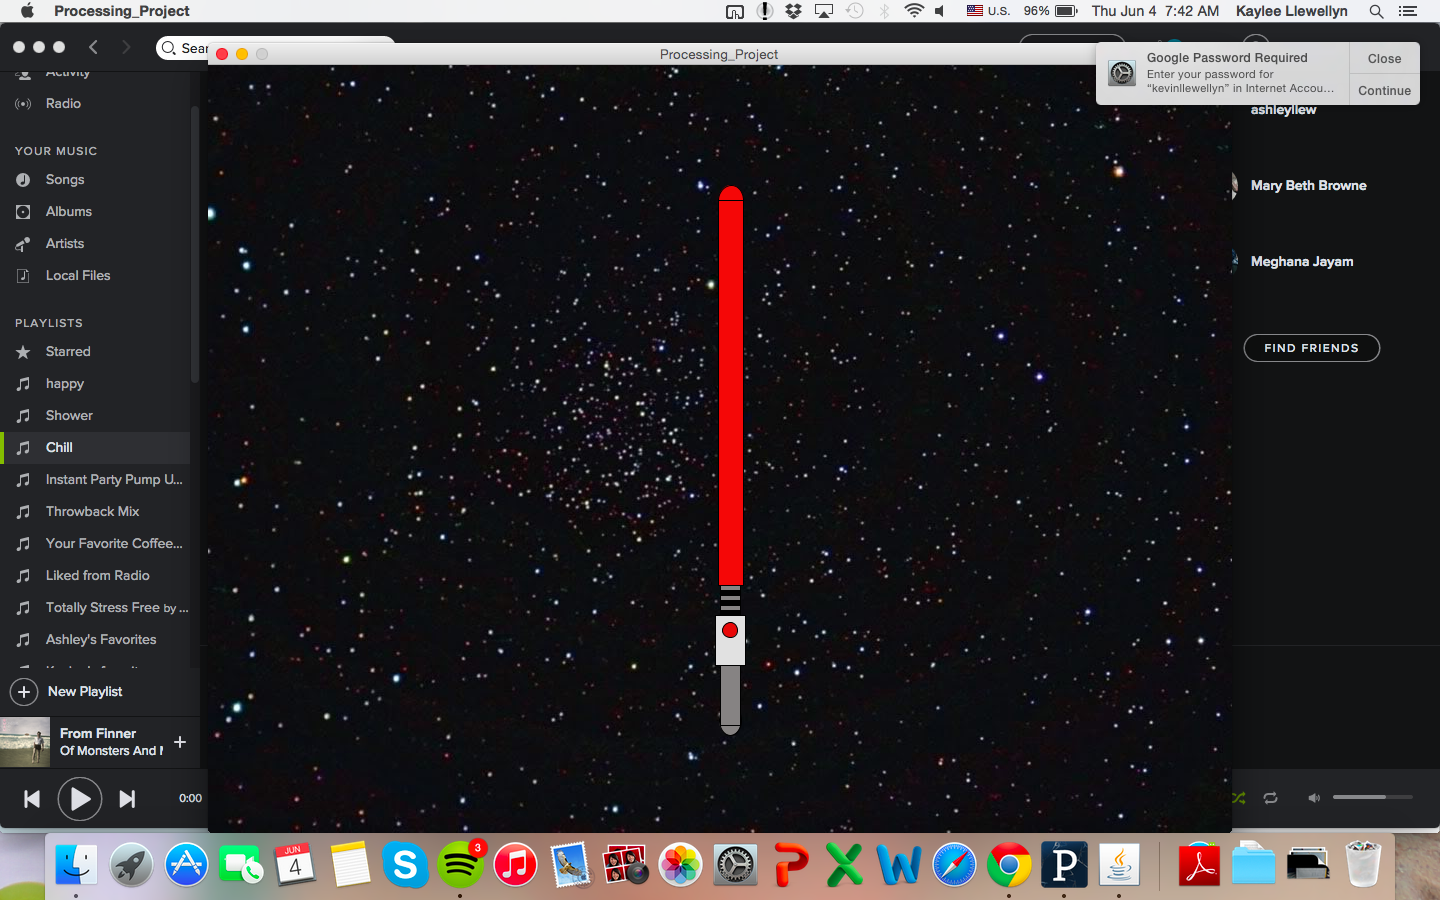 Processing_Project
U.S.
96%
Thu Jun 4 7:42 AM
Kaylee Llewellyn
Sear
Processing_Project
Google Password Required
Enter your password for
“kevinllewellyn” in Internet Accou...
Close
Continue
Activity
Radio
YOUR MUSIC
Songs
Albums
Artists
Local Files
PLAYLISTS
Starred
happy
Shower
Chill
Instant Party Pump U...
Throwback Mix
Your Favorite Coffee...
Liked from Radio
Totally Stress Free by ...
Ashley's Favorites
New Playlist
From Finner
Of Monsters And
0:00
ashleyllew
Mary Beth Browne
Meghana Jayam
FIND FRIENDS
JUN
4
S
3
P
X
W
P